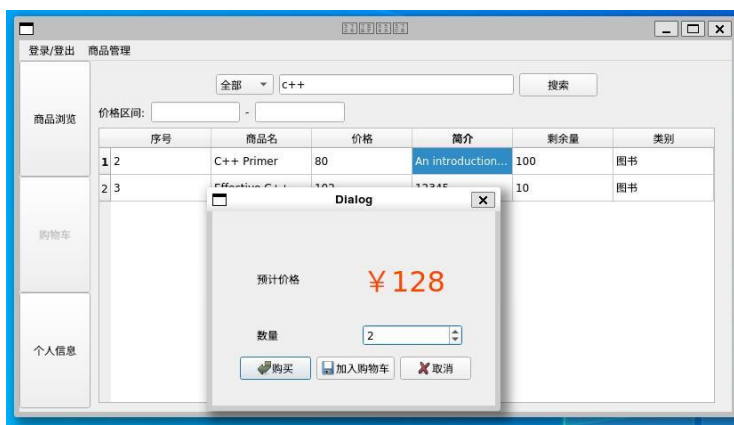 登录/登出 商品管理
全部 c++ 搜索
商品浏览
价格区间: -
序号 商品名 价格 简介 剩余量 类别
1 2 C++ Primer 80 An introduction... 100 图书
2 3 Effective C++ 102 12345 10 图书
Dialog
购物车
预计价格 ￥128
数量 2
个人信息
购买 加入购物车 取消